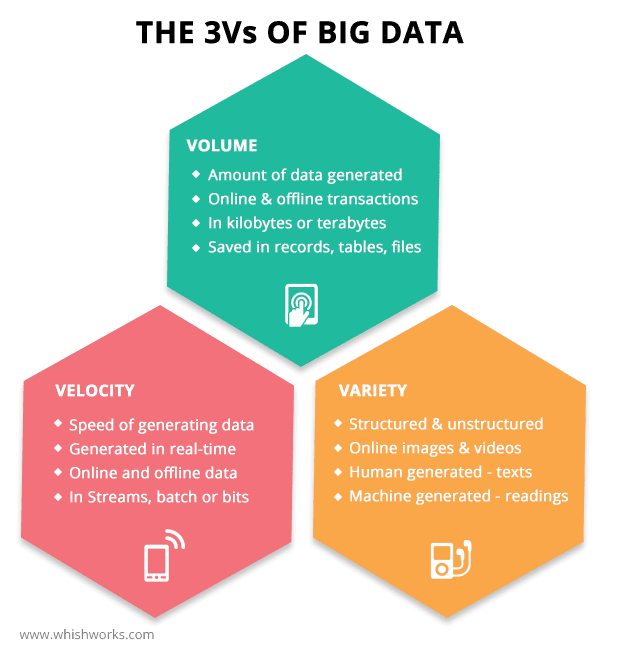 THE 3Vs OF BIG DATA
VOLUME
Amount of data generated
Online & offline transactions
In kilobytes or terabytes
Saved in records, tables, files
VELOCITY
Speed of generating data
Generated in real-time
Online and offline data
In Streams, batch or bits
VARIETY
Structured & unstructured
Online images & videos
Human generated - texts
Machine generated - readings
www.whishworks.com